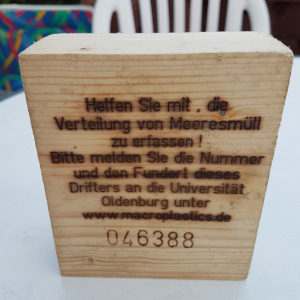 Helfen Sie mit, die
Verteilung von Meeresmüll
zu erfassen !
Bitte melden Sie die Nummer
und den Fundort dieses
Drifters an die Universität
Oldenburg unter
www.macroplastics.de
046388